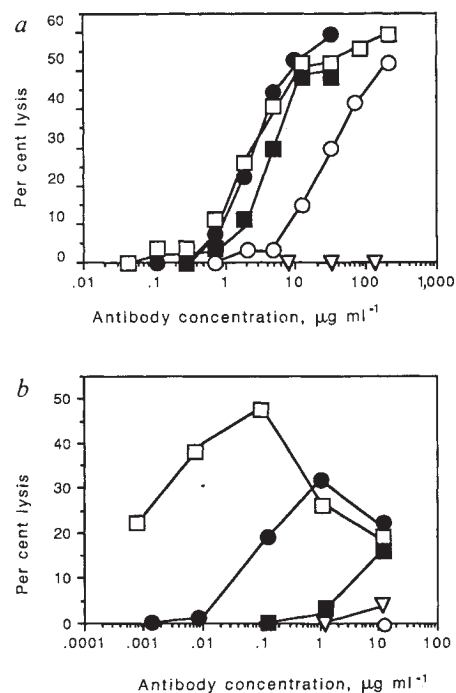 a
60
50
40
30
20
10
0
Per cent lysis
.01 .1 1 10 100 1,000
Antibody concentration, µg ml⁻¹
b
50
40
30
20
10
0
Per cent lysis
.0001 .001 .01 .1 1 10 100
Antibody concentration, µg ml⁻¹